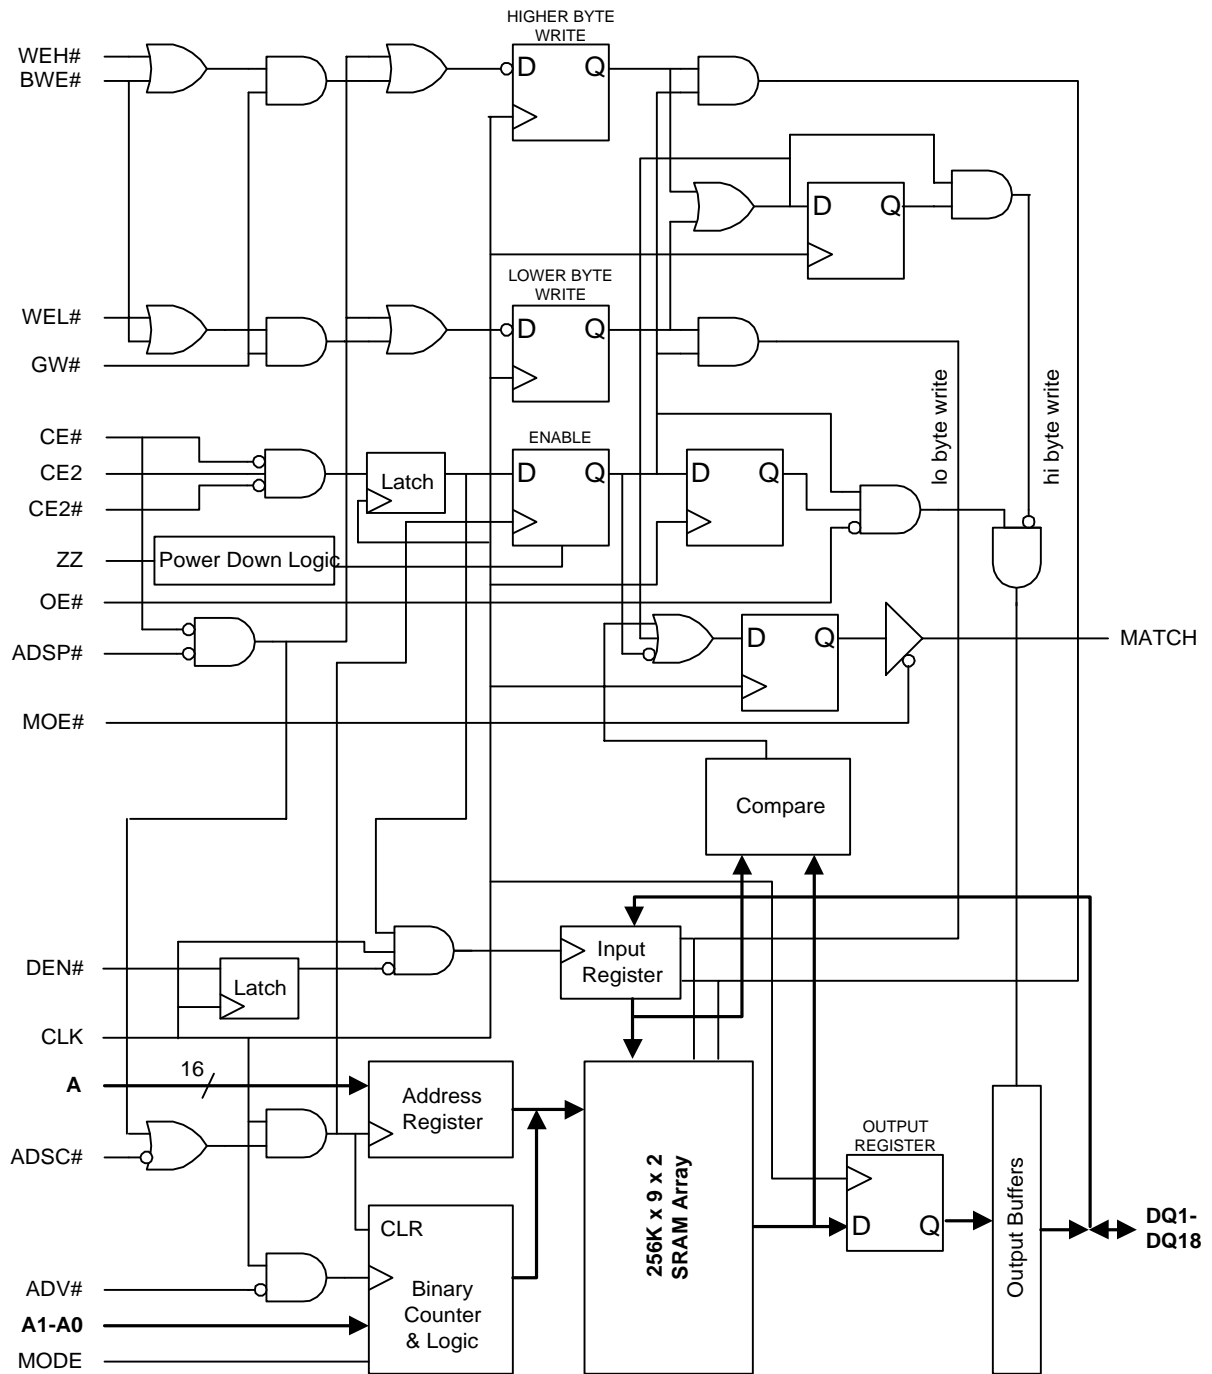 HIGHER BYTE
WRITE
WEH#
BWE#
D
Q
D
Q
LOWER BYTE
WRITE
WEL#
D
Q
GW#
lo byte write
hi byte write
CE#
ENABLE
CE2
Latch
D
Q
D
Q
CE2#
ZZ
Power Down Logic
OE#
ADSP#
D
Q
MATCH
MOE#
Compare
DEN#
Latch
Input
Register
CLK
A
16
Address
Register
ADSC#
OUTPUT
REGISTER
256K x 9 x 2
SRAM Array
D
Q
Output Buffers
DQ1-
DQ18
CLR
ADV#
Binary
Counter
& Logic
A1-A0
MODE